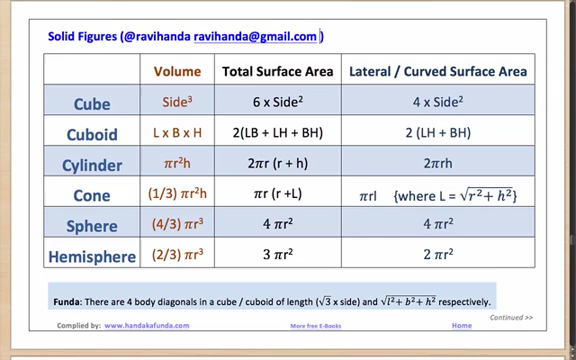 Solid Figures (@ravihanda ravihanda@gmail.com )
Volume Total Surface Area Lateral / Curved Surface Area
Cube Side³ 6 x Side² 4 x Side²
Cuboid L x B x H 2(LB + LH + BH) 2 (LH + BH)
Cylinder πr²h 2πr (r + h) 2πrh
Cone (1/3) πr²h πr (r +L) πrl {where L = √(r² + h²)}
Sphere (4/3) πr³ 4 πr² 4 πr²
Hemisphere (2/3) πr³ 3 πr² 2 πr²
Funda: There are 4 body diagonals in a cube / cuboid of length (√3 x side) and √(l² + b² + h²) respectively.
Continued >>
Complied by: www.handakafunda.com More free E-Books Home